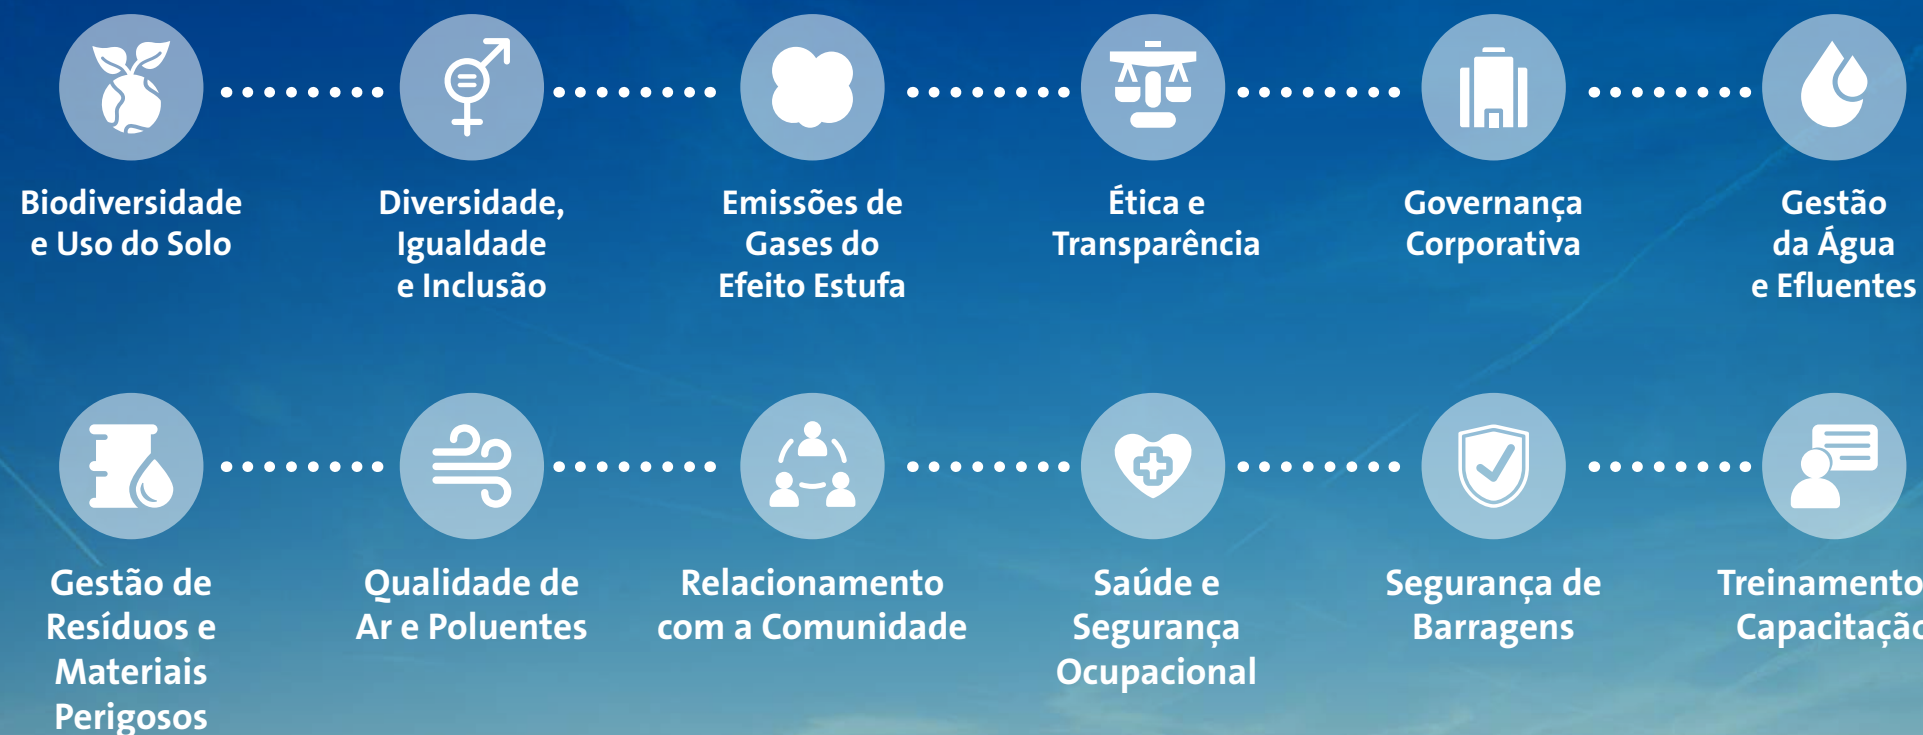 Biodiversidade
e Uso do Solo
Diversidade,
Igualdade
e Inclusão
Emissões de
Gases do
Efeito Estufa
Ética e
Transparência
Governança
Corporativa
Gestão
da Água
e Efluentes
Gestão de
Resíduos e
Materiais
Perigosos
Qualidade de
Ar e Poluentes
Relacionamento
com a Comunidade
Saúde e
Segurança
Ocupacional
Segurança de
Barragens
Treinamento
Capacitação